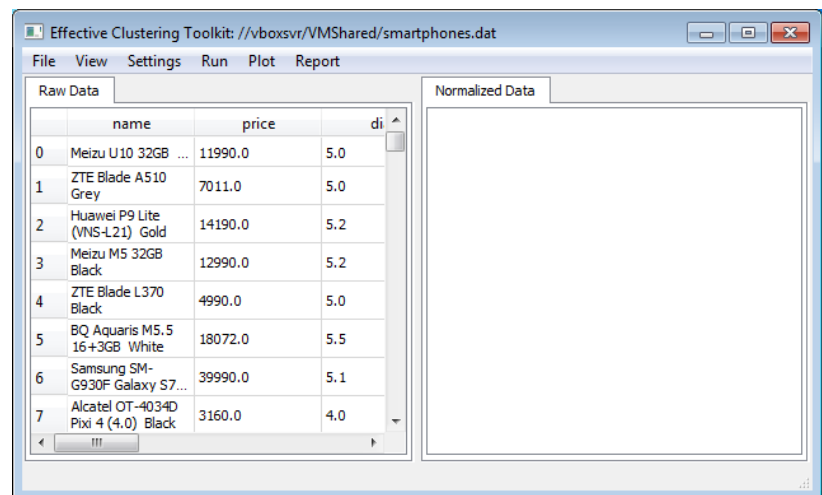 Effective Clustering Toolkit: //vboxsvr/VMShared/smartphones.dat
File View Settings Run Plot Report
Raw Data
name price di
0 Meizu U10 32GB ... 11990.0 5.0
1 ZTE Blade A510
Grey 7011.0 5.0
2 Huawei P9 Lite
(VNS-L21) Gold 14190.0 5.2
3 Meizu M5 32GB
Black 12990.0 5.2
4 ZTE Blade L370
Black 4990.0 5.0
5 BQ Aquaris M5.5
16+3GB White 18072.0 5.5
6 Samsung SM-
G930F Galaxy S7... 39990.0 5.1
7 Alcatel OT-4034D
Pixi 4 (4.0) Black 3160.0 4.0
Normalized Data